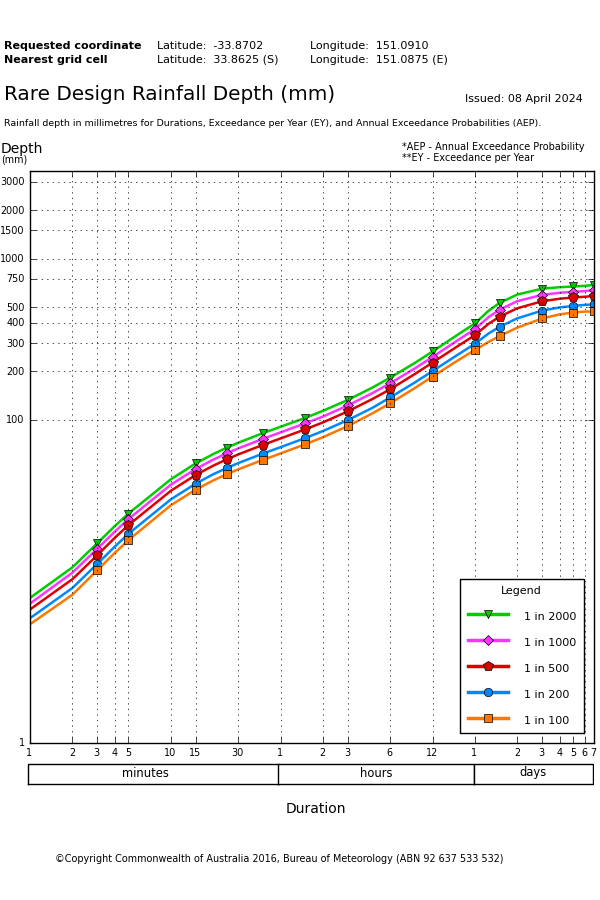 Requested coordinate Latitude: -33.8702 Longitude: 151.0910
Nearest grid cell Latitude: 33.8625 (S) Longitude: 151.0875 (E)
Rare Design Rainfall Depth (mm)
Issued: 08 April 2024
Rainfall depth in millimetres for Durations, Exceedance per Year (EY), and Annual Exceedance Probabilities (AEP).
Depth
(mm)
*AEP - Annual Exceedance Probability
**EY - Exceedance per Year
3000
2000
1500
1000
750
500
400
300
200
100
1
Legend
1 in 2000
1 in 1000
1 in 500
1 in 200
1 in 100
1 2 3 4 5 10 15 30 1 2 3 6 12 1 2 3 4 5 6 7
minutes hours days
Duration
©Copyright Commonwealth of Australia 2016, Bureau of Meteorology (ABN 92 637 533 532)